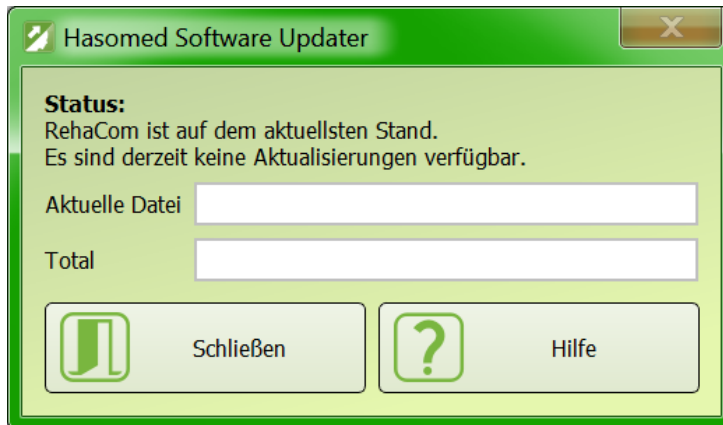 Hasomed Software Updater
Status:
RehaCom ist auf dem aktuellsten Stand.
Es sind derzeit keine Aktualisierungen verfügbar.
Aktuelle Datei
Total
Schließen
Hilfe